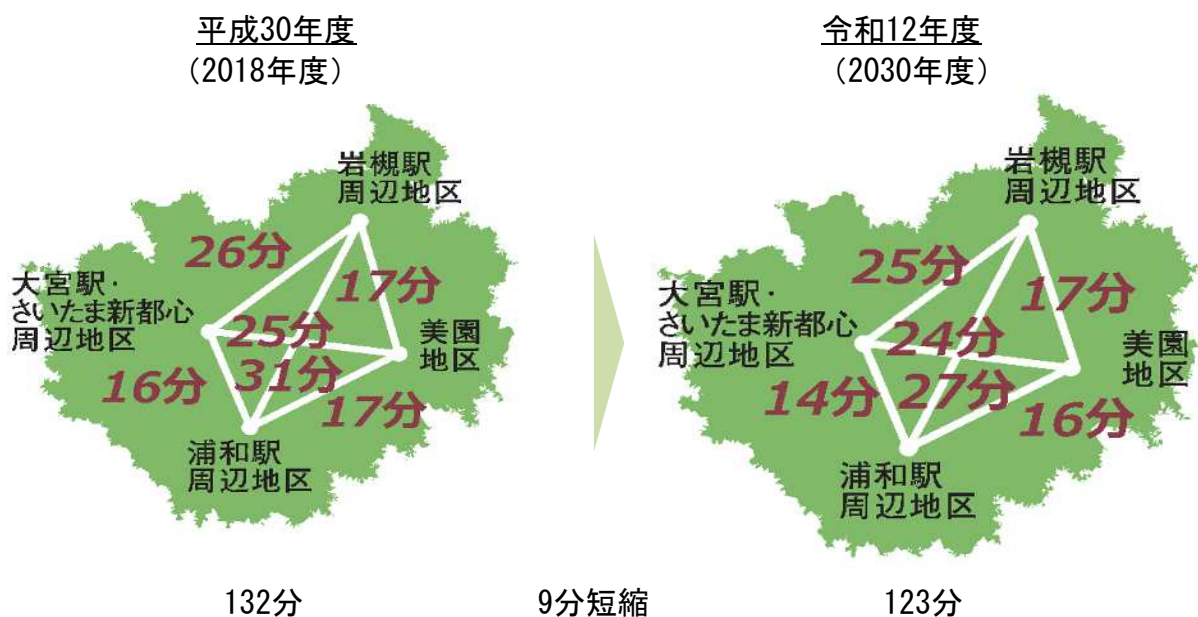 平成30年度
（2018年度）
岩槻駅
周辺地区
26分
17分
大宮駅・
さいたま新都心
周辺地区
25分
美園
地区
31分
16分
17分
浦和駅
周辺地区
132分
9分短縮
令和12年度
（2030年度）
岩槻駅
周辺地区
25分
17分
大宮駅・
さいたま新都心
周辺地区
24分
美園
地区
14分
27分
16分
浦和駅
周辺地区
123分